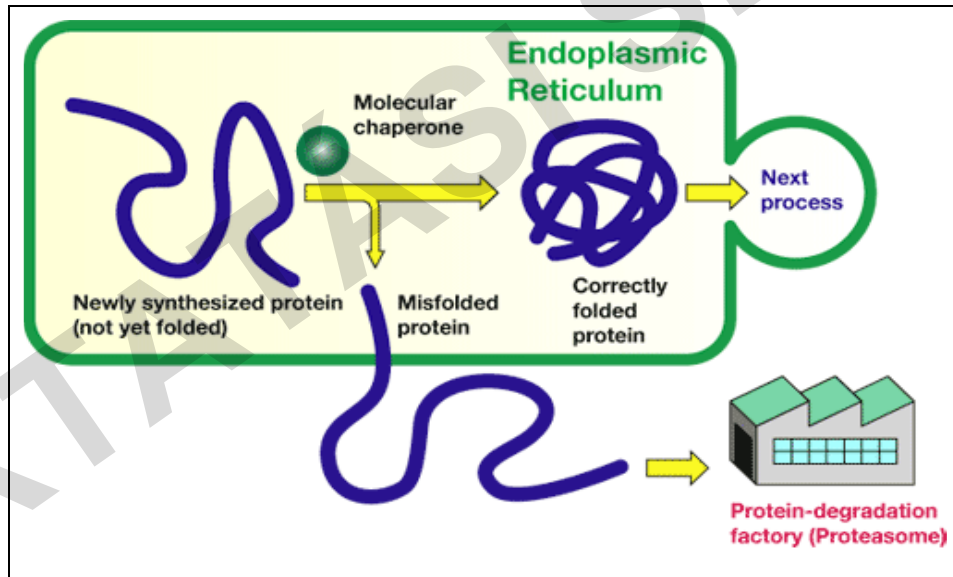 Endoplasmic
Reticulum
Molecular
chaperone
Next
process
Newly synthesized protein
(not yet folded)
Misfolded
protein
Correctly
folded
protein
Protein-degradation
factory (Proteasome)